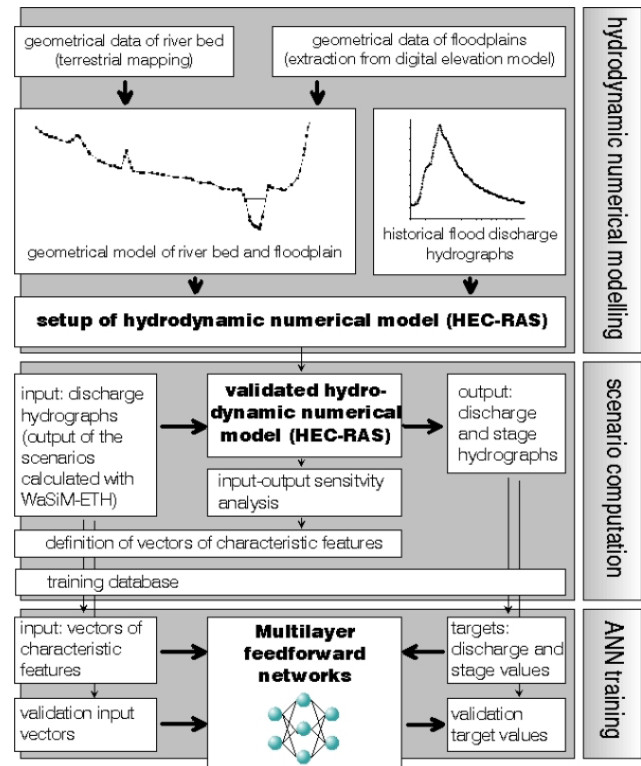 geometrical data of river bed
(terrestrial mapping)
geometrical data of floodplains
(extraction from digital elevation model)
geometrical model of river bed and floodplain
historical flood discharge
hydrographs
setup of hydrodynamic numerical model (HEC-RAS)
hydrodynamic numerical modelling
input: discharge
hydrographs
(output of the
scenarios
calculated with
WaSiM-ETH)
validated hydro-
dynamic numerical
model (HEC-RAS)
output:
discharge
and stage
hydrographs
input-output sensitvity
analysis
definition of vectors of characteristic features
training database
scenario computation
input: vectors of
characteristic
features
Multilayer
feedforward
networks
targets:
discharge and
stage values
validation input
vectors
validation
target values
ANN training